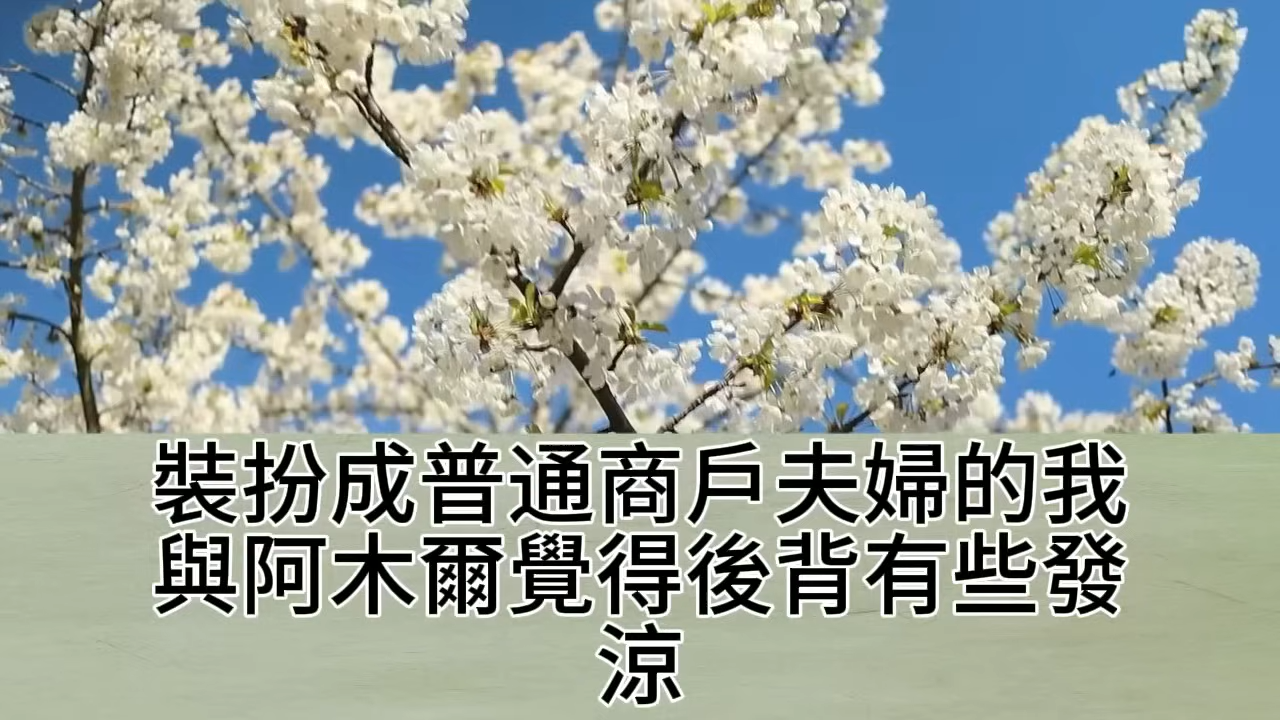 裝扮成普通商戶夫婦的我
與阿木爾覺得後背有些發
涼